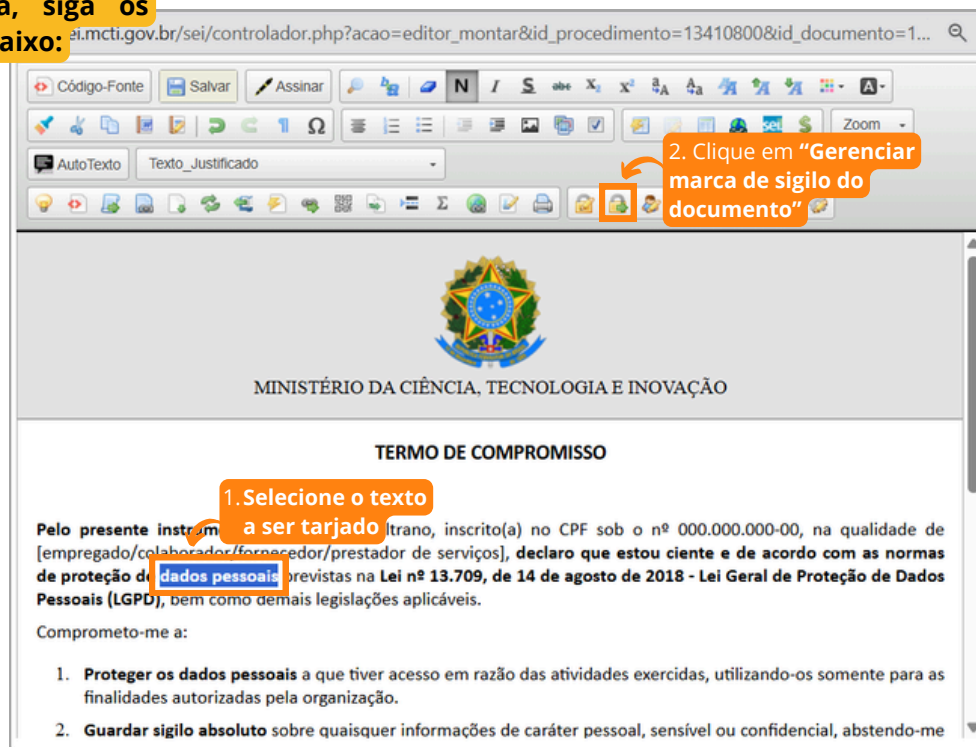 a, siga os
aixo:
ei.mcti.gov.br/sei/controlador.php?acao=editor_montar&id_procedimento=13410800&id_documento=1...
Código-Fonte Salvar Assinar N I S abc X₂ X²
Zoom
AutoTexto Texto_Justificado
2. Clique em “Gerenciar
marca de sigilo do
documento”
MINISTÉRIO DA CIÊNCIA, TECNOLOGIA E INOVAÇÃO
TERMO DE COMPROMISSO
1. Selecione o texto
a ser tarjado
Pelo presente instrum ltrano, inscrito(a) no CPF sob o nº 000.000.000-00, na qualidade de
[empregado/colaborador/fornecedor/prestador de serviços], declaro que estou ciente e de acordo com as normas
de proteção de dados pessoais previstas na Lei nº 13.709, de 14 de agosto de 2018 - Lei Geral de Proteção de Dados
Pessoais (LGPD), bem como demais legislações aplicáveis.
Comprometo-me a:
1. Proteger os dados pessoais a que tiver acesso em razão das atividades exercidas, utilizando-os somente para as
finalidades autorizadas pela organização.
2. Guardar sigilo absoluto sobre quaisquer informações de caráter pessoal, sensível ou confidencial, abstendo-me